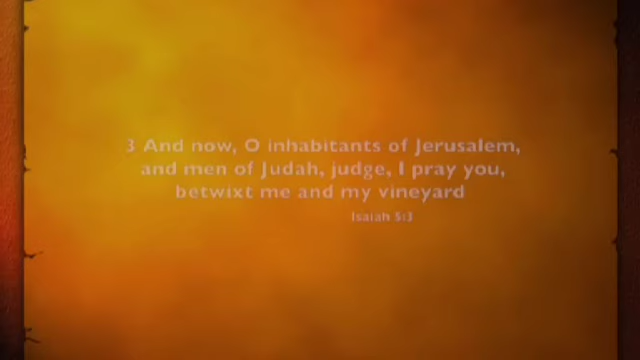 3 And now, O inhabitants of Jerusalem,
and men of Judah, judge, I pray you,
betwixt me and my vineyard
Isaiah 5:3